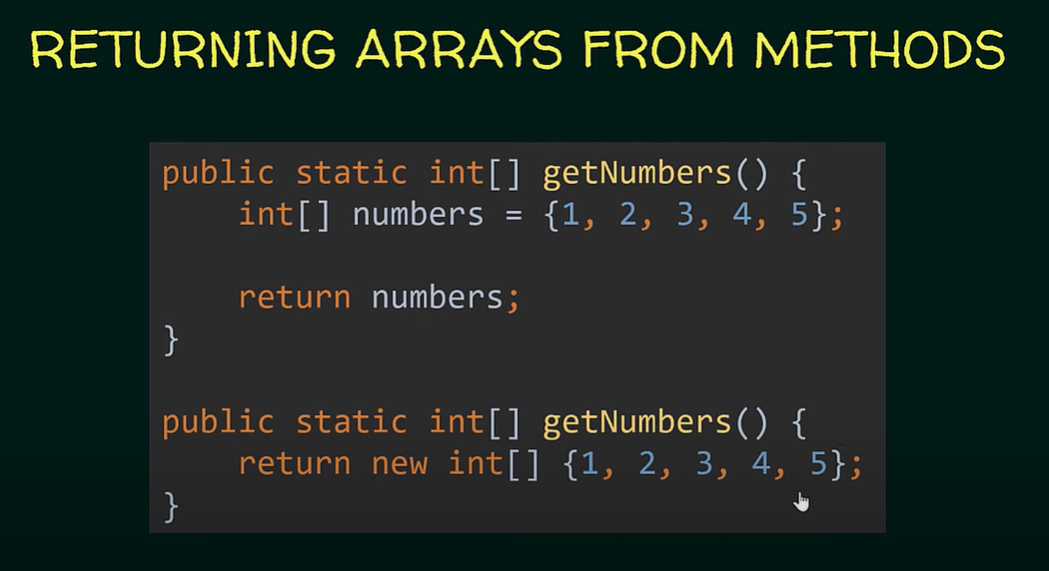 RETURNING ARRAYS FROM METHODS
public static int[] getNumbers() {
    int[] numbers = {1, 2, 3, 4, 5};
    return numbers;
}
public static int[] getNumbers() {
    return new int[] {1, 2, 3, 4, 5};
}